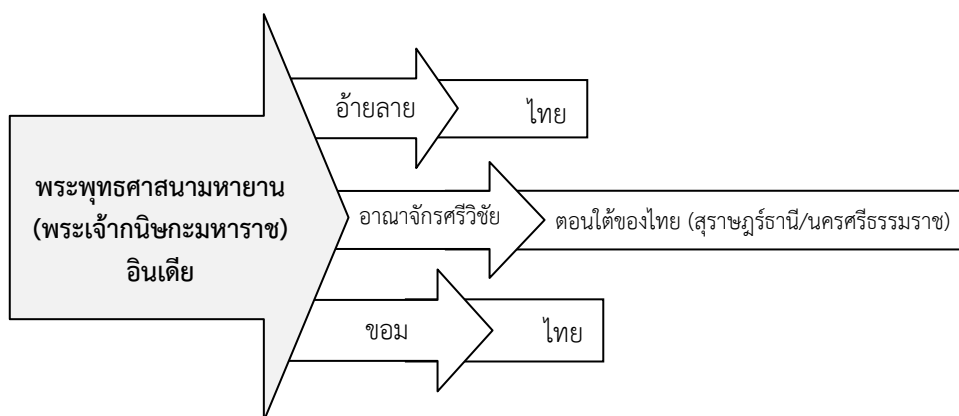 อ้ายลาย
ไทย
พระพุทธศาสนามหายาน
(พระเจ้ากนิษกะมหาราช)
อินเดีย
อาณาจักรศรีวิชัย
ตอนใต้ของไทย (สุราษฎร์ธานี/นครศรีธรรมราช)
ขอม
ไทย